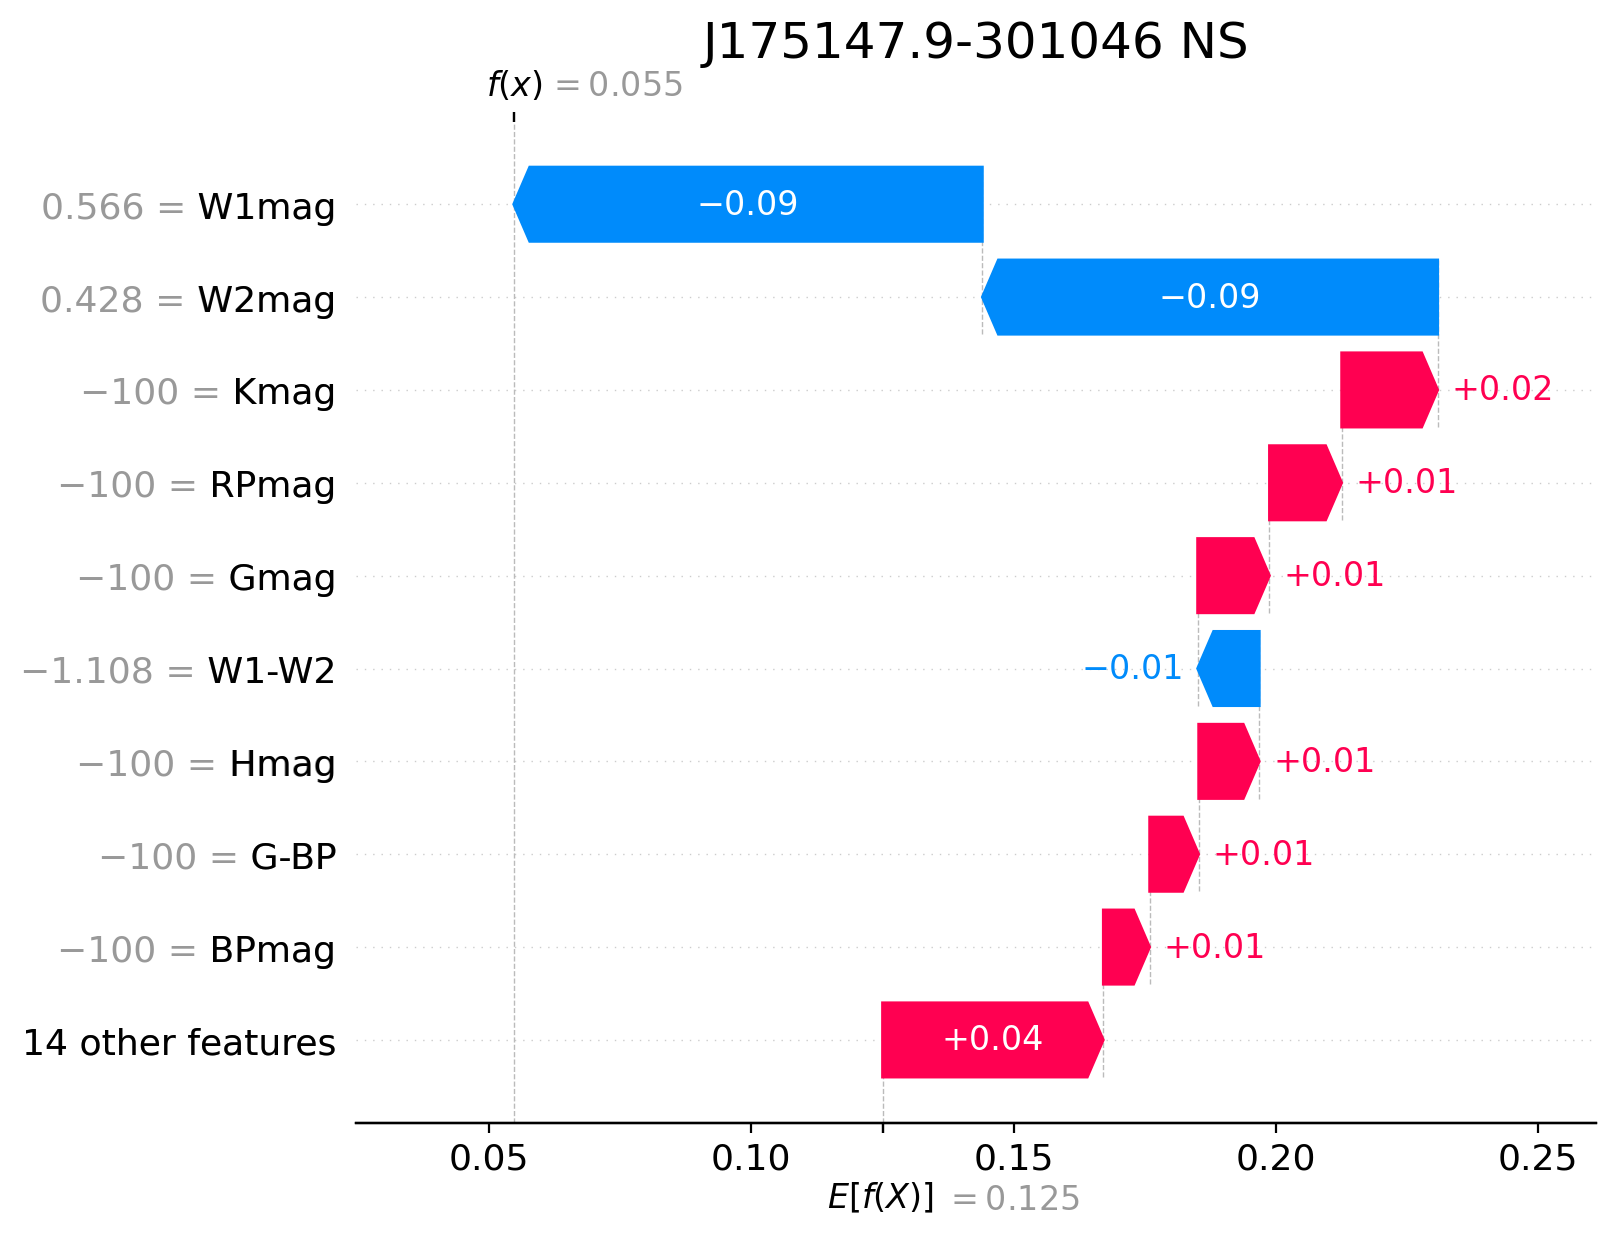 J175147.9-301046 NS
f(x) = 0.055
0.566 = W1mag −0.09
0.428 = W2mag −0.09
−100 = Kmag +0.02
−100 = RPmag +0.01
−100 = Gmag +0.01
−1.108 = W1-W2 −0.01
−100 = Hmag +0.01
−100 = G-BP +0.01
−100 = BPmag +0.01
14 other features +0.04
0.05 0.10 0.15 0.20 0.25
E[f(X)] = 0.125